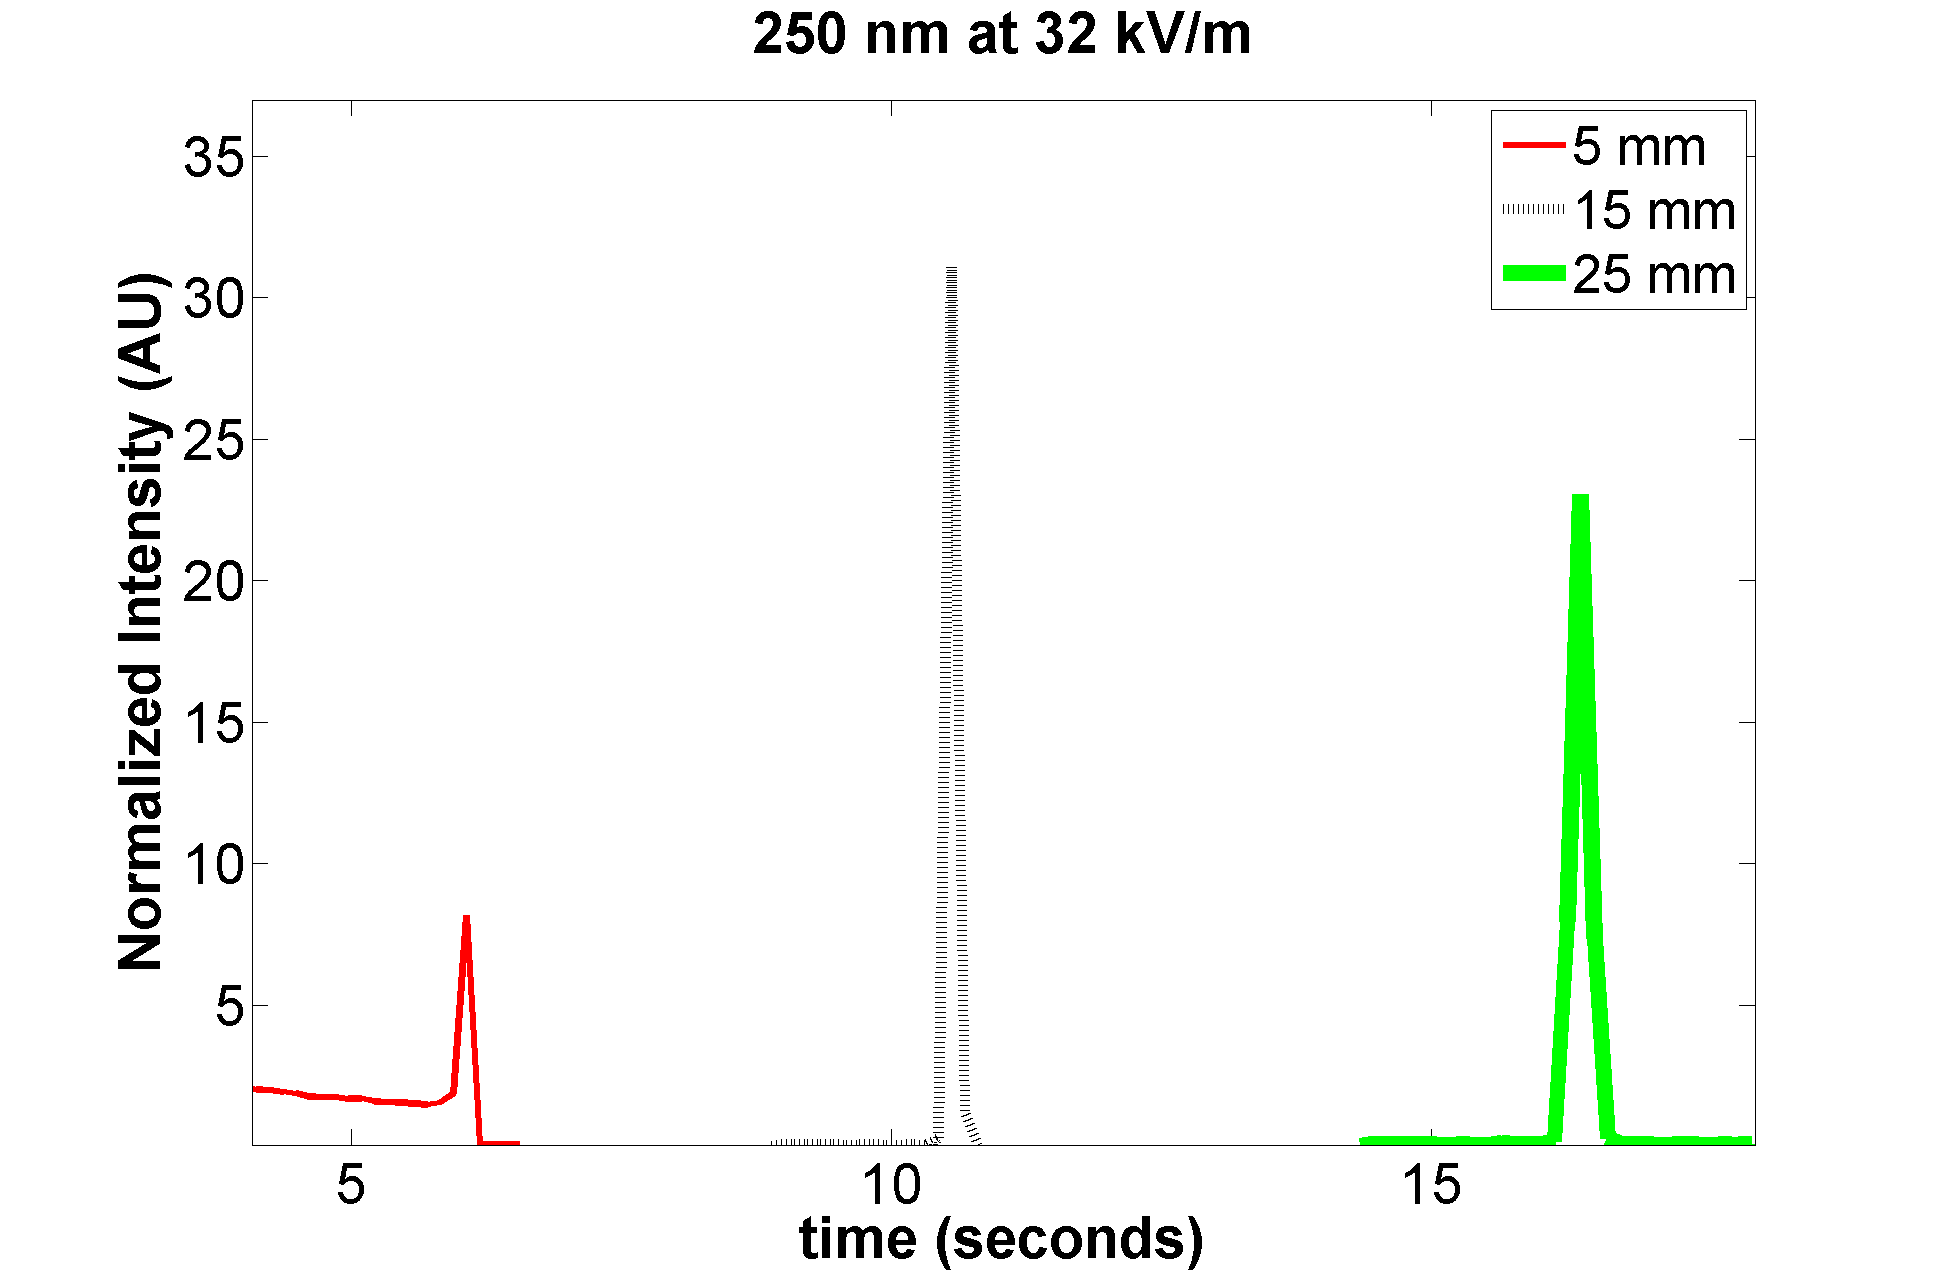 250 nm at 32 kV/m
Normalized Intensity (AU)
35
30
25
20
15
10
5
5 mm
15 mm
25 mm
5 10 15
time (seconds)